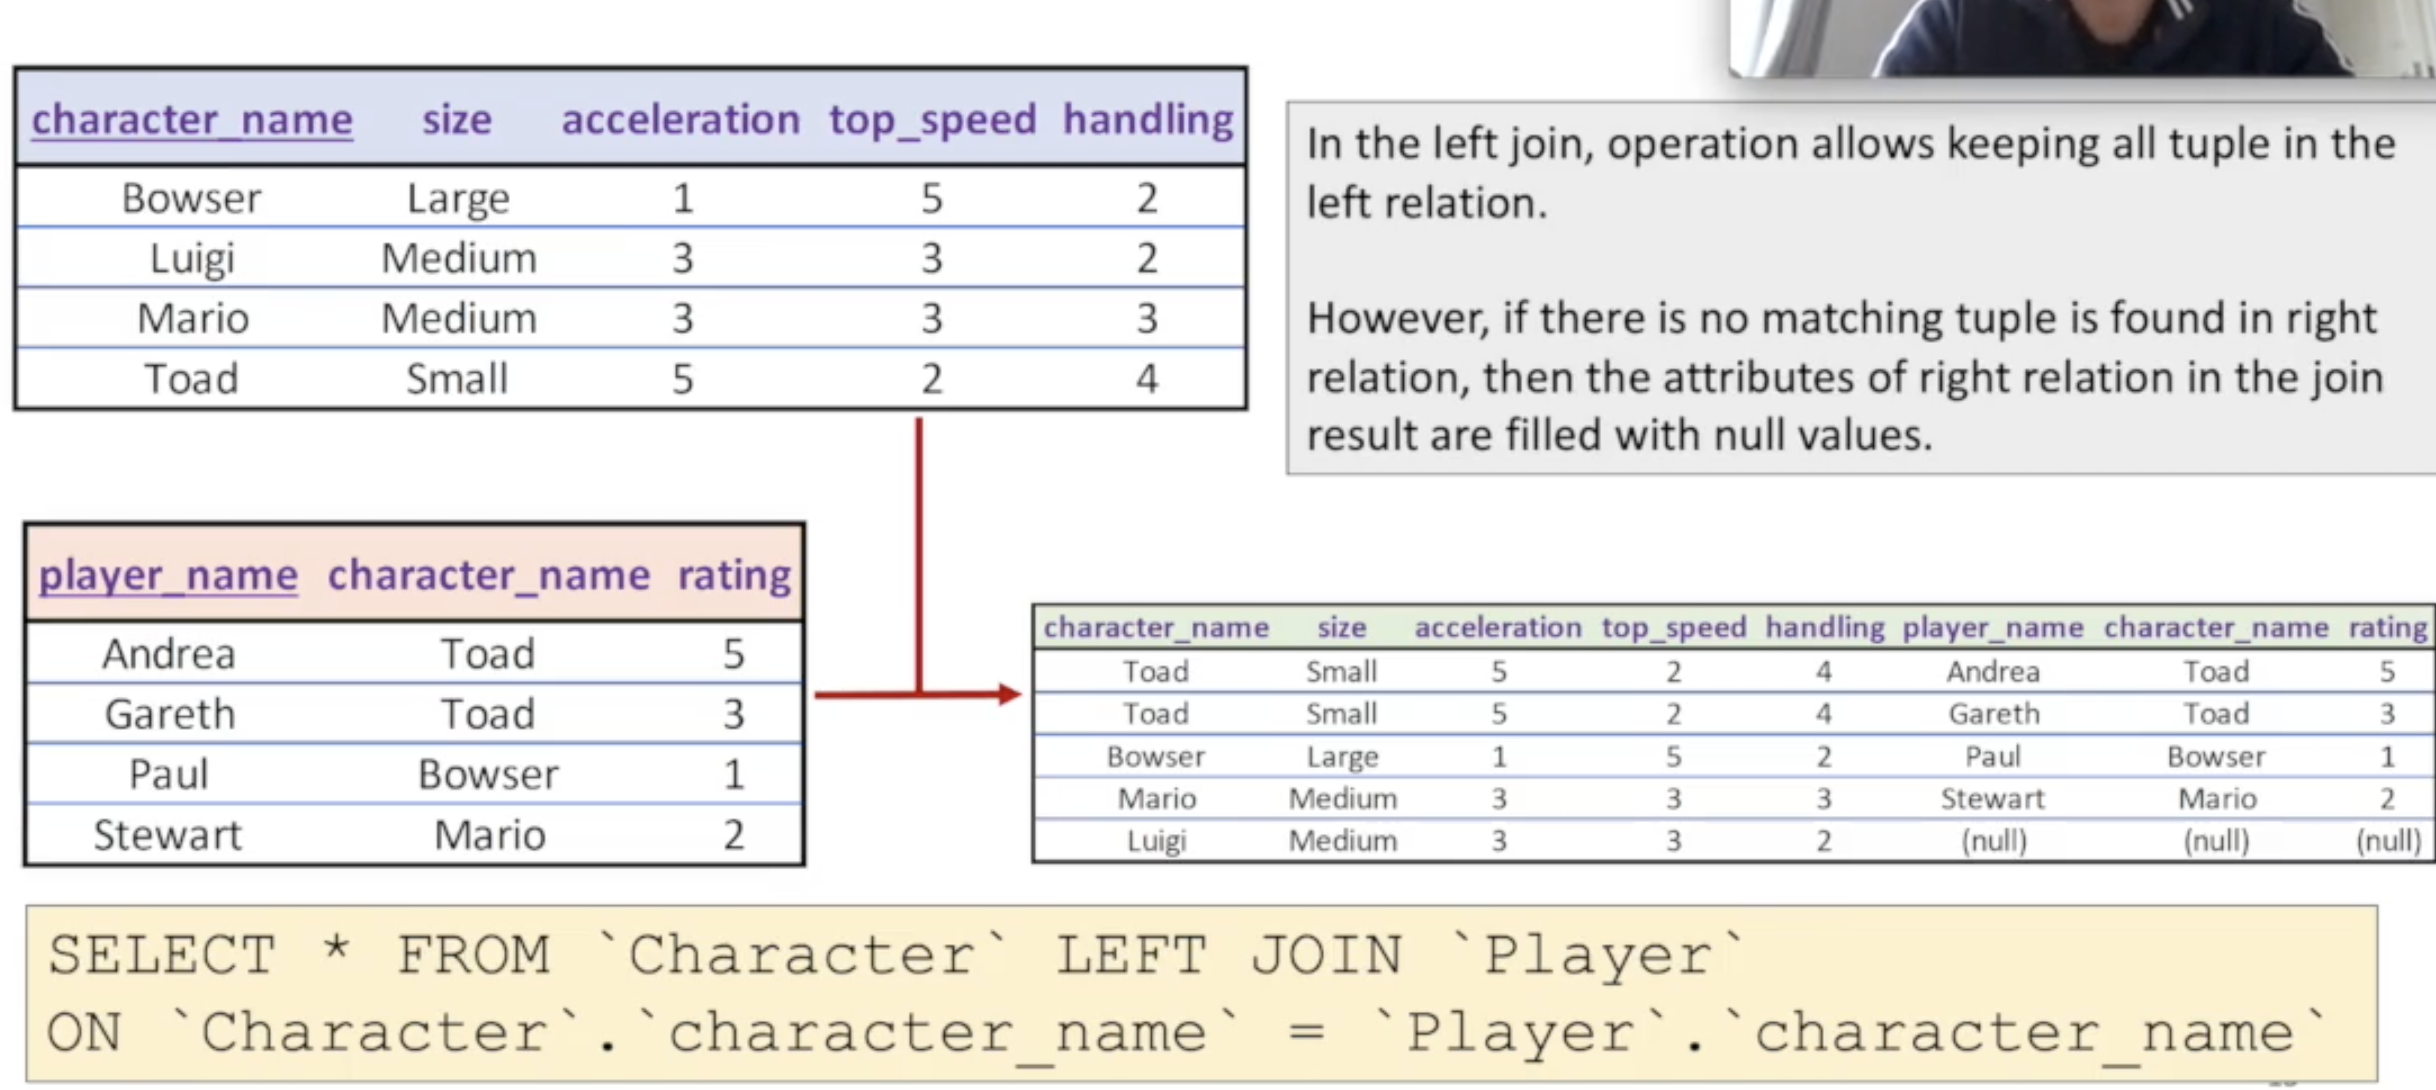 character_name size acceleration top_speed handling
Bowser Large 1 5 2
Luigi Medium 3 3 2
Mario Medium 3 3 3
Toad Small 5 2 4
In the left join, operation allows keeping all tuple in the
left relation.
However, if there is no matching tuple is found in right
relation, then the attributes of right relation in the join
result are filled with null values.
player_name character_name rating
Andrea Toad 5
Gareth Toad 3
Paul Bowser 1
Stewart Mario 2
character_name size acceleration top_speed handling player_name character_name rating
Toad Small 5 2 4 Andrea Toad 5
Toad Small 5 2 4 Gareth Toad 3
Bowser Large 1 5 2 Paul Bowser 1
Mario Medium 3 3 3 Stewart Mario 2
Luigi Medium 3 3 2 (null) (null) (null)
SELECT * FROM `Character` LEFT JOIN `Player`
ON `Character`.`character_name` = `Player`.`character_name`